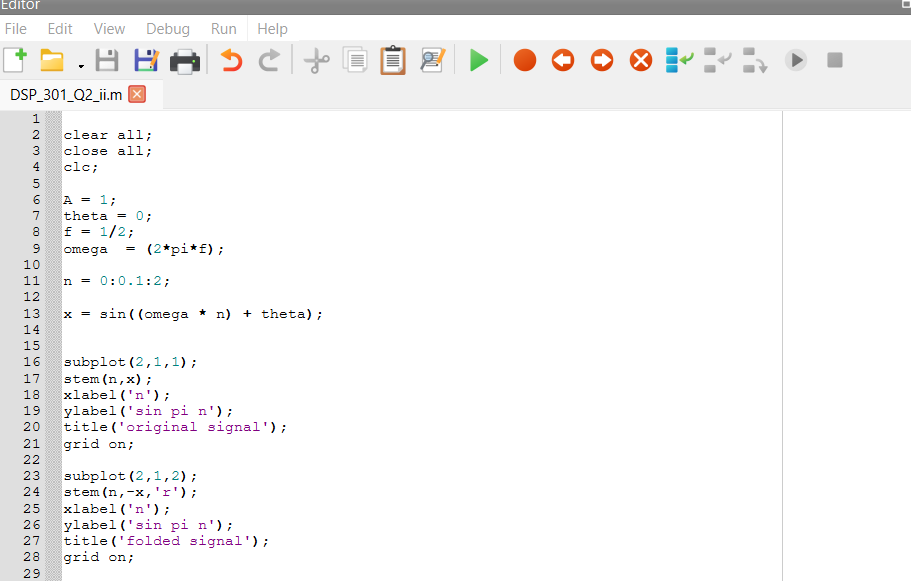 Editor
File Edit View Debug Run Help
DSP_301_Q2_ii.m
1
2 clear all;
3 close all;
4 clc;
5
6 A = 1;
7 theta = 0;
8 f = 1/2;
9 omega  = (2*pi*f);
10
11 n = 0:0.1:2;
12
13 x = sin((omega * n) + theta);
14
15
16 subplot(2,1,1);
17 stem(n,x);
18 xlabel('n');
19 ylabel('sin pi n');
20 title('original signal');
21 grid on;
22
23 subplot(2,1,2);
24 stem(n,-x,'r');
25 xlabel('n');
26 ylabel('sin pi n');
27 title('folded signal');
28 grid on;
29